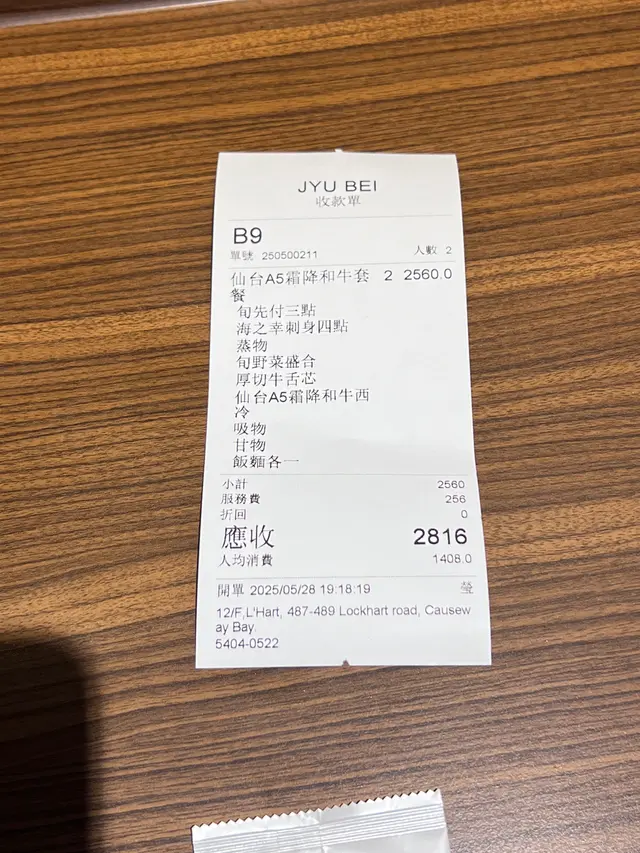 JYU BEI
收款單
B9
單號 250500211 人數 2
仙台A5霜降和牛套 2 2560.0
餐
旬先付三點
海之幸刺身四點
蒸物
旬野菜盛合
厚切牛舌芯
仙台A5霜降和牛西
冷
吸物
甘物
飯麵各一
小計 2560
服務費 256
折回 0
應收 2816
人均消費 1408.0
開單 2025/05/28 19:18:19 瑩
12/F,L'Hart, 487-489 Lockhart road, Causew
ay Bay.
5404-0522